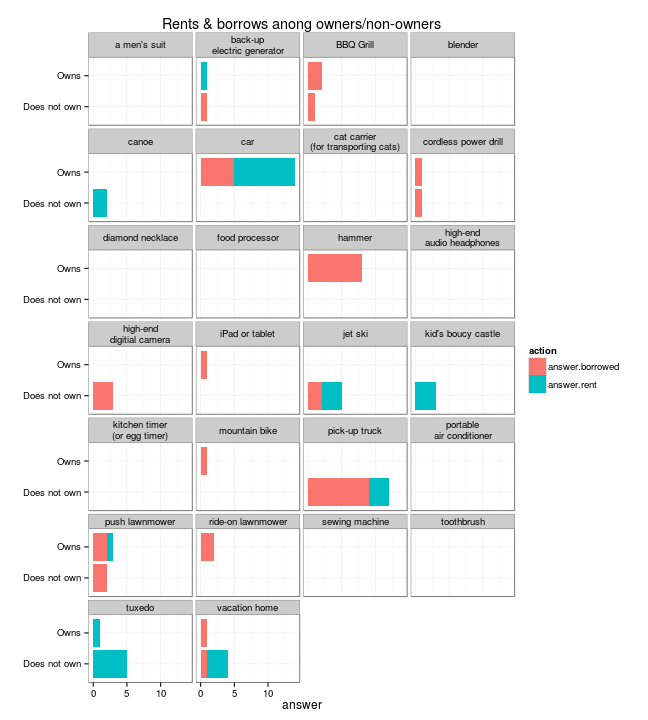 Rents & borrows anong owners/non-owners
a men's suit
back-up
electric generator
BBQ Grill
blender
Owns
Does not own
canoe
car
cat carrier
(for transporting cats)
cordless power drill
Owns
Does not own
diamond necklace
food processor
hammer
high-end
audio headphones
Owns
Does not own
high-end
digitial camera
iPad or tablet
jet ski
kid's boucy castle
Owns
Does not own
action
answer.borrowed
answer.rent
kitchen timer
(or egg timer)
mountain bike
pick-up truck
portable
air conditioner
Owns
Does not own
push lawnmower
ride-on lawnmower
sewing machine
toothbrush
Owns
Does not own
tuxedo
vacation home
Owns
Does not own
0 5 10 0 5 10
answer